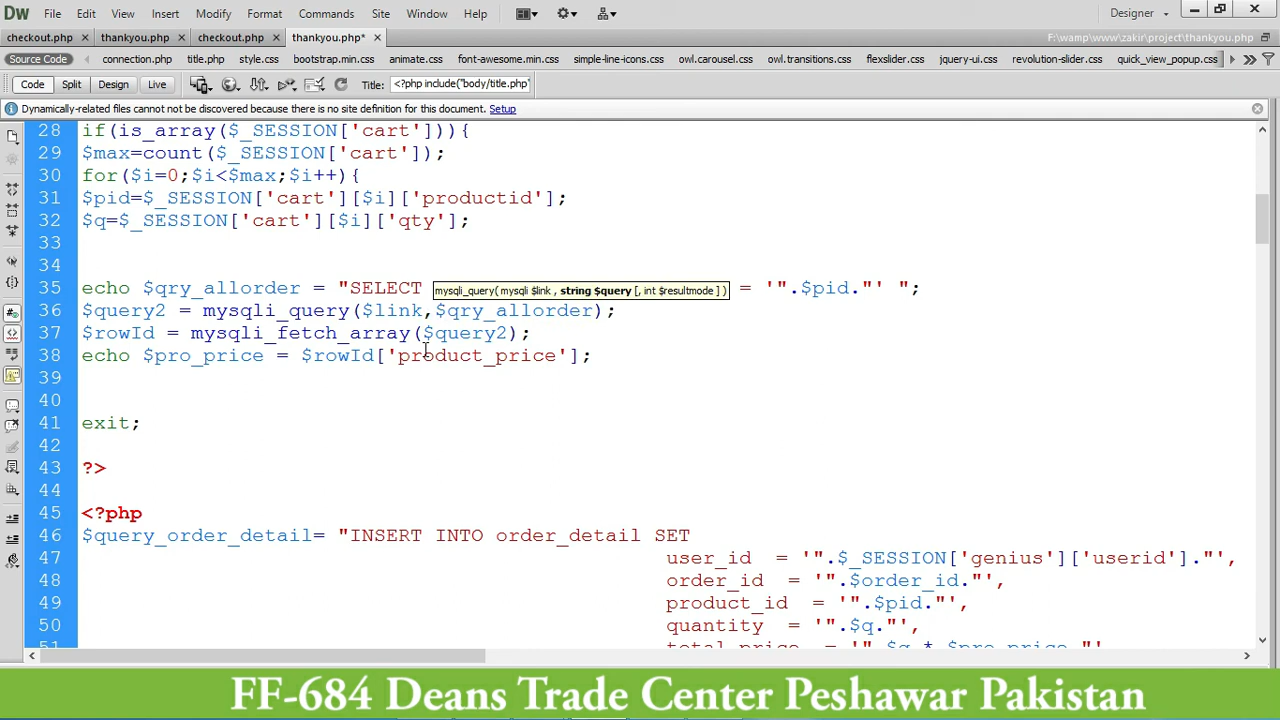 Dw File Edit View Insert Modify Format Commands Site Window Help Designer
checkout.php × thankyou.php × checkout.php × thankyou.php* × F:\wamp\www\zakir\project\thankyou.php
Source Code connection.php title.php style.css bootstrap.min.css animate.css font-awesome.min.css simple-line-icons.css owl.carousel.css owl.transitions.css flexslider.css jquery-ui.css revolution-slider.css quick_view_popup.css
Code Split Design Live Title: <?php include("body/title.php"
Dynamically-related files cannot not be discovered because there is no site definition for this document. Setup
28 if(is_array($_SESSION['cart'])){
29 $max=count($_SESSION['cart']);
30 for($i=0;$i<$max;$i++){
31 $pid=$_SESSION['cart'][$i]['productid'];
32 $q=$_SESSION['cart'][$i]['qty'];
33
34
35 echo $qry_allorder = "SELECT = '".$pid."' ";
mysqli_query( mysqli $link , string $query [, int $resultmode ] )
36 $query2 = mysqli_query($link,$qry_allorder);
37 $rowId = mysqli_fetch_array($query2);
38 echo $pro_price = $rowId['product_price'];
39
40
41 exit;
42
43 ?>
44
45 <?php
46 $query_order_detail= "INSERT INTO order_detail SET
47 user_id = '".$_SESSION['genius']['userid']."',
48 order_id = '".$order_id."',
49 product_id = '".$pid."',
50 quantity = '".$q."',
51 total_price = '".$q * $pro_price."'
FF-684 Deans Trade Center Peshawar Pakistan